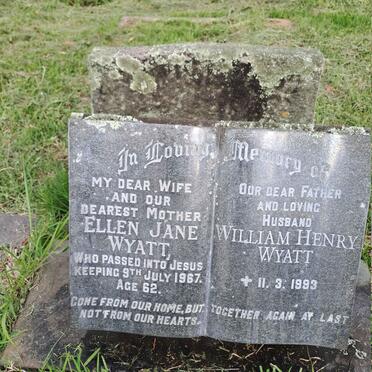 In Loving Memory of
MY DEAR WIFE
AND OUR
DEAREST MOTHER
ELLEN JANE
WYATT,
WHO PASSED INTO JESUS
KEEPING 9TH JULY 1967.
AGE 62.
OUR DEAR FATHER
AND LOVING
HUSBAND
WILLIAM HENRY
WYATT
✝ 11.3.1993
GONE FROM OUR HOME, BUT TOGETHER AGAIN AT LAST
NOT FROM OUR HEARTS.